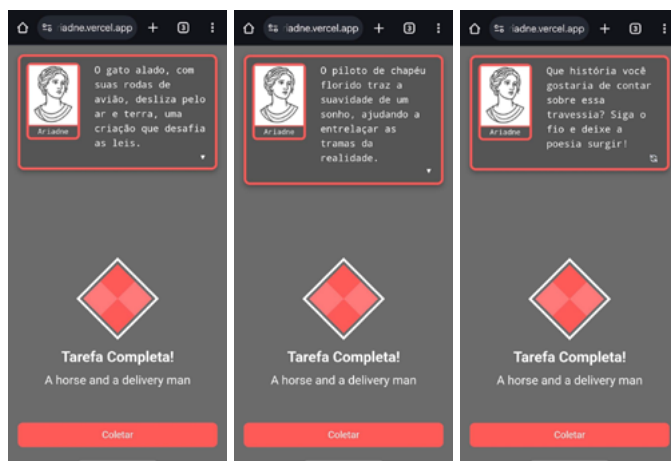 iadne.vercel.app
3
O gato alado, com
suas rodas de
avião, desliza pelo
ar e terra, uma
criação que desafia
as leis.
Ariadne
Tarefa Completa!
A horse and a delivery man
Coletar
iadne.vercel.app
3
O piloto de chapéu
florido traz a
suavidade de um
sonho, ajudando a
entrelaçar as
tramas da
realidade.
Ariadne
Tarefa Completa!
A horse and a delivery man
Coletar
iadne.vercel.app
3
Que história você
gostaria de contar
sobre essa
travessia? Siga o
fio e deixe a
poesia surgir!
Ariadne
Tarefa Completa!
A horse and a delivery man
Coletar